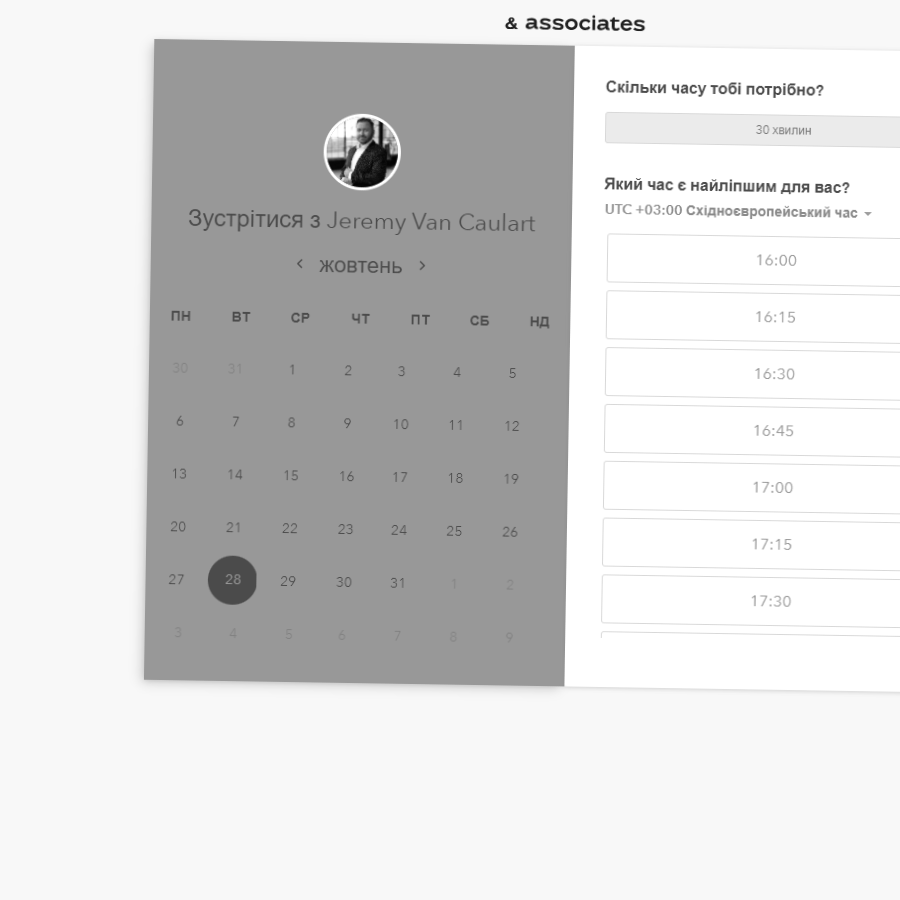 & associates
Зустрітися з Jeremy Van Caulart
жовтень
ПН ВТ СР ЧТ ПТ СБ НД
30 31 1 2 3 4 5
6 7 8 9 10 11 12
13 14 15 16 17 18 19
20 21 22 23 24 25 26
27 28 29 30 31 1 2
3 4 5 6 7 8 9
Скільки часу тобі потрібно?
30 хвилин
Який час є найліпшим для вас?
UTC +03:00 Східноєвропейський час
16:00
16:15
16:30
16:45
17:00
17:15
17:30